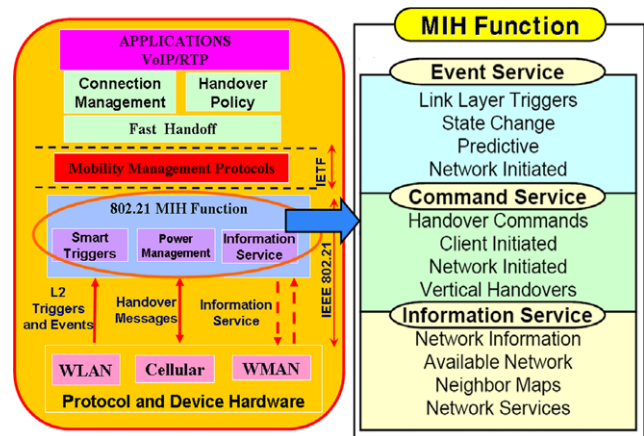 APPLICATIONS
VoIP/RTP
Connection
Management
Handover
Policy
Fast Handoff
Mobility Management Protocols
IETF
802.21 MIH Function
Smart
Triggers
Power
Management
Information
Service
IEEE 802.21
L2
Triggers
and Events
Handover
Messages
Information
Service
WLAN
Cellular
WMAN
Protocol and Device Hardware
MIH Function
Event Service
Link Layer Triggers
State Change
Predictive
Network Initiated
Command Service
Handover Commands
Client Initiated
Network Initiated
Vertical Handovers
Information Service
Network Information
Available Network
Neighbor Maps
Network Services